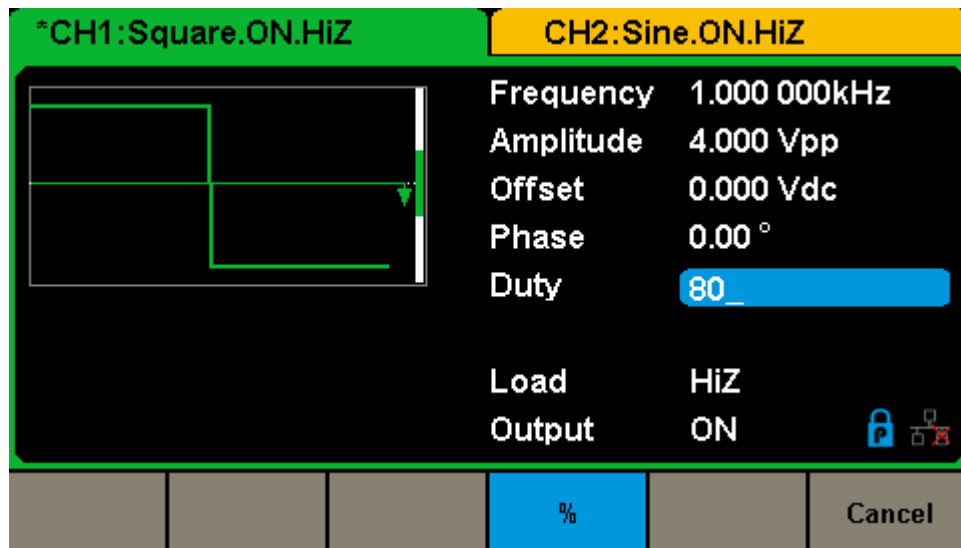 *CH1:Square.ON.HiZ
CH2:Sine.ON.HiZ
Frequency 1.000 000kHz
Amplitude 4.000 Vpp
Offset 0.000 Vdc
Phase 0.00 °
Duty 80_
Load HiZ
Output ON
P
% Cancel